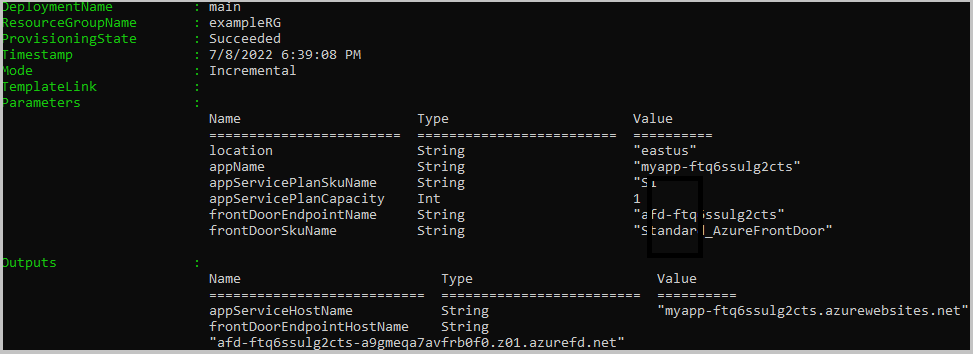 DeploymentName : main
ResourceGroupName : exampleRG
ProvisioningState : Succeeded
Timestamp : 7/8/2022 6:39:08 PM
Mode : Incremental
TemplateLink :
Parameters :
Name Type Value
======================== ========================= ==========
location String "eastus"
appName String "myapp-ftq6ssulg2cts"
appServicePlanSkuName String
appServicePlanCapacity Int 1
frontDoorEndpointName String "afd-ftq6ssulg2cts"
frontDoorSkuName String "Standard_AzureFrontDoor"
Outputs :
Name Type Value
=========================== ========================= ==========
appServiceHostName String "myapp-ftq6ssulg2cts.azurewebsites.net"
frontDoorEndpointHostName String
"afd-ftq6ssulg2cts-a9gmeqa7avfrb0f0.z01.azurefd.net"